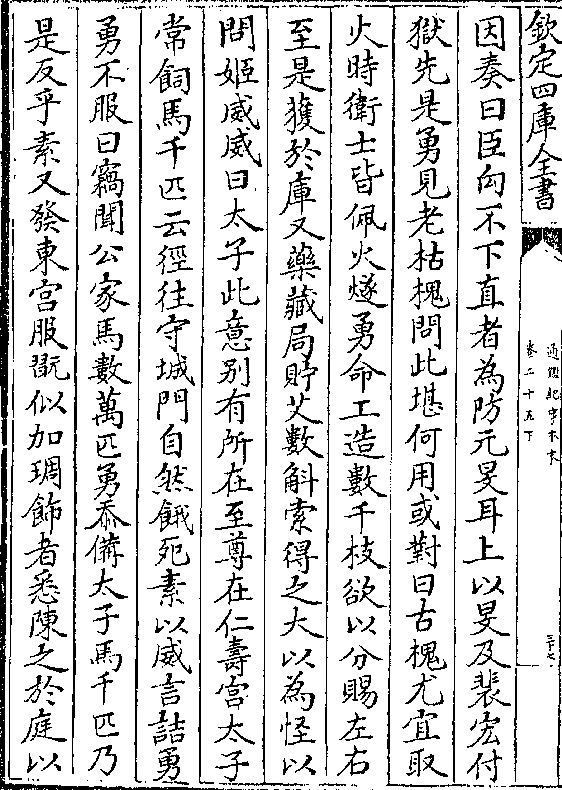 欽定四庫全書
通鑑紀事本末
卷二十五下
三十七
因奏曰臣向不下直者為防元旻耳上以旻及裴宏付
獄先是勇見老枯槐問此堪何用或對曰古槐尤宜取
火時衛士皆佩火燧勇命工造數千枝欲以分賜左右
至是獲於庫又藥藏局貯艾數斛索得之大以為怪以
問姬威威曰太子此意别有所在至尊在仁壽宫太子
常飼馬千匹云徑往守城門自然餓死素以威言詰勇
勇不服曰竊聞公家馬數萬匹勇忝備太子馬千匹乃
是反乎素又發東宫服翫似加琱飾者悉陳之於庭以